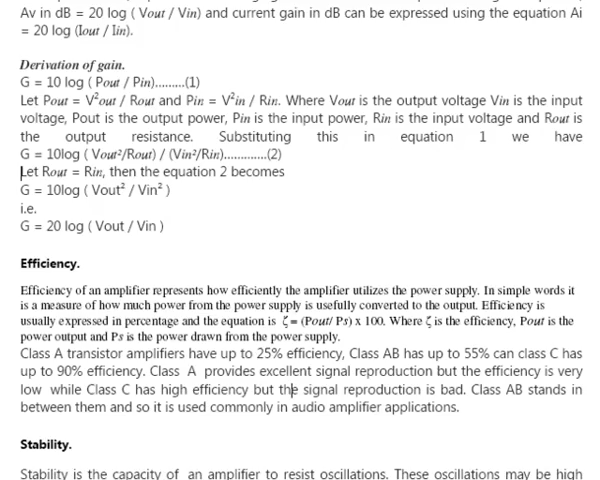 Av in dB = 20 log ( Vout / Vin) and current gain in dB can be expressed using the equation Ai
= 20 log (Iout / Iin).
Derivation of gain.
G = 10 log ( Pout / Pin).........(1)
Let Pout = V²out / Rout and Pin = V²in / Rin. Where Vout is the output voltage Vin is the input
voltage, Pout is the output power, Pin is the input power, Rin is the input voltage and Rout is
the output resistance. Substituting this in equation 1 we have
G = 10log ( Vout²/Rout) / (Vin²/Rin).............(2)
Let Rout = Rin, then the equation 2 becomes
G = 10log ( Vout² / Vin² )
i.e.
G = 20 log ( Vout / Vin )
Efficiency.
Efficiency of an amplifier represents how efficiently the amplifier utilizes the power supply. In simple words it
is a measure of how much power from the power supply is usefully converted to the output. Efficiency is
usually expressed in percentage and the equation is ζ = (Pout/ Ps) x 100. Where ζ is the efficiency, Pout is the
power output and Ps is the power drawn from the power supply.
Class A transistor amplifiers have up to 25% efficiency, Class AB has up to 55% can class C has
up to 90% efficiency. Class A provides excellent signal reproduction but the efficiency is very
low while Class C has high efficiency but the signal reproduction is bad. Class AB stands in
between them and so it is used commonly in audio amplifier applications.
Stability.
Stability is the capacity of an amplifier to resist oscillations. These oscillations may be high